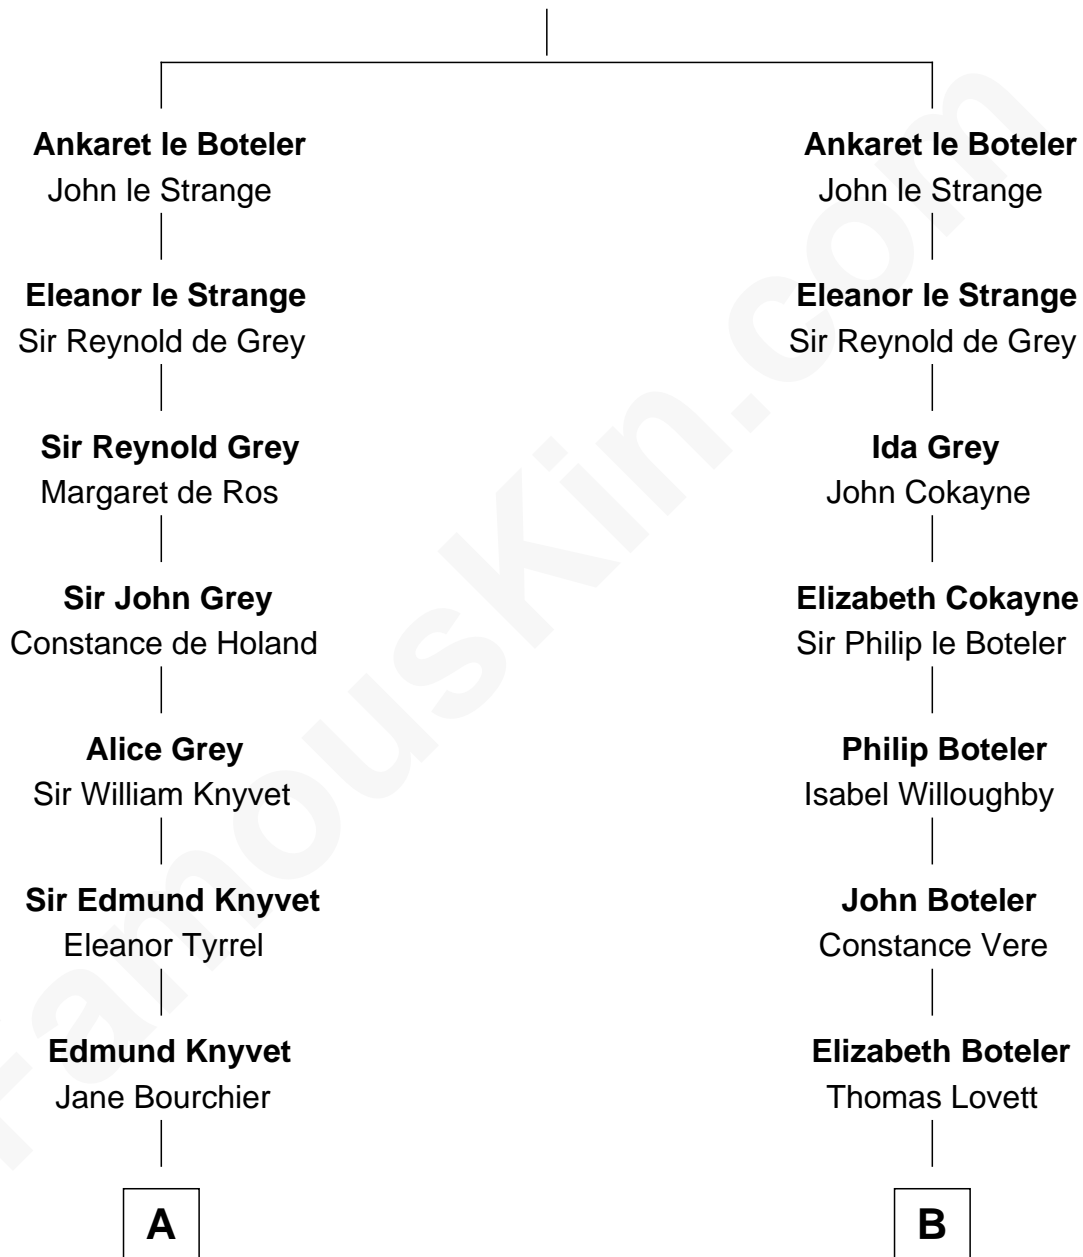 Ankaret le Boteler
John le Strange
Eleanor le Strange
Sir Reynold de Grey
Sir Reynold Grey
Margaret de Ros
Sir John Grey
Constance de Holand
Alice Grey
Sir William Knyvet
Sir Edmund Knyvet
Eleanor Tyrrel
Edmund Knyvet
Jane Bourchier
A
Ankaret le Boteler
John le Strange
Eleanor le Strange
Sir Reynold de Grey
Ida Grey
John Cokayne
Elizabeth Cokayne
Sir Philip le Boteler
Philip Boteler
Isabel Willoughby
John Boteler
Constance Vere
Elizabeth Boteler
Thomas Lovett
B
FamousKin.com